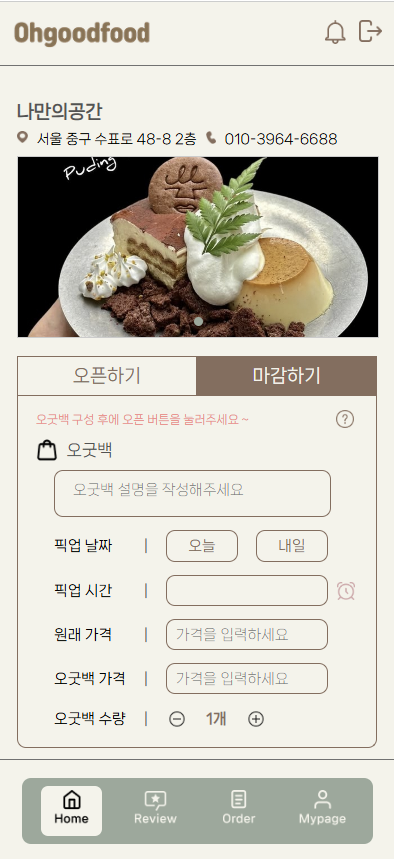 Ohgoodfood
나만의공간
서울 중구 수표로 48-8 2층 010-3964-6688
Puding
오픈하기 마감하기
오굿백 구성 후에 오픈 버튼을 눌러주세요 ~ ?
오굿백
오굿백 설명을 작성해주세요
픽업 날짜 | 오늘 내일
픽업 시간 |
원래 가격 | 가격을 입력하세요
오굿백 가격 | 가격을 입력하세요
오굿백 수량 | 1개
Home Review Order Mypage